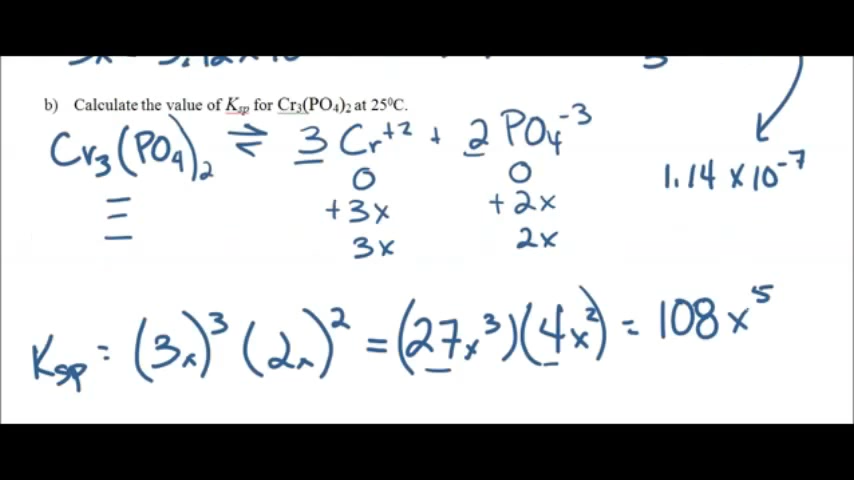 b) Calculate the value of Ksp for Cr₃(PO₄)₂ at 25⁰C.
Cr₃(PO₄)₂ ⇌ 3 Cr⁺² + 2 PO₄⁻³
0 0
+3x +2x
3x 2x
1.14 x 10⁻⁷
Ksp = (3x)³ (2x)² = (27x³)(4x²) = 108x⁵